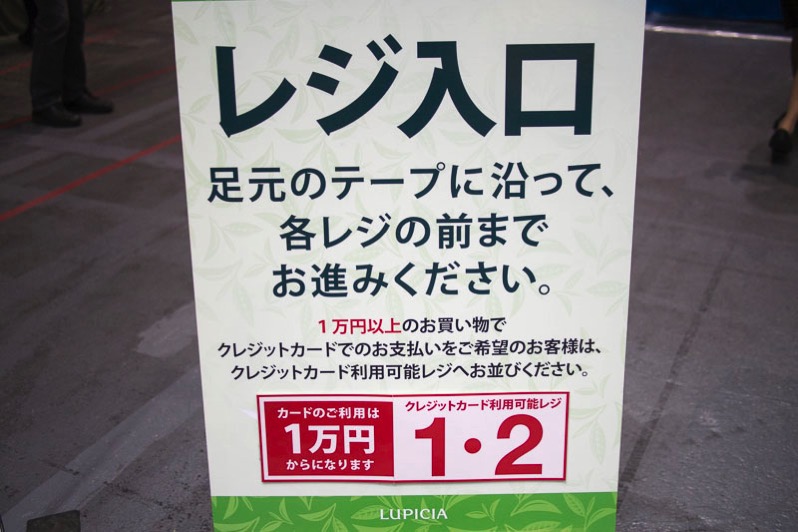 レジ入口
足元のテープに沿って、
各レジの前まで
お進みください。
1万円以上のお買い物で
クレジットカードでのお支払いをご希望のお客様は、
クレジットカード利用可能レジへお並びください。
カードのご利用は
1万円
からになります
クレジットカード利用可能レジ
1・2
LUPICIA